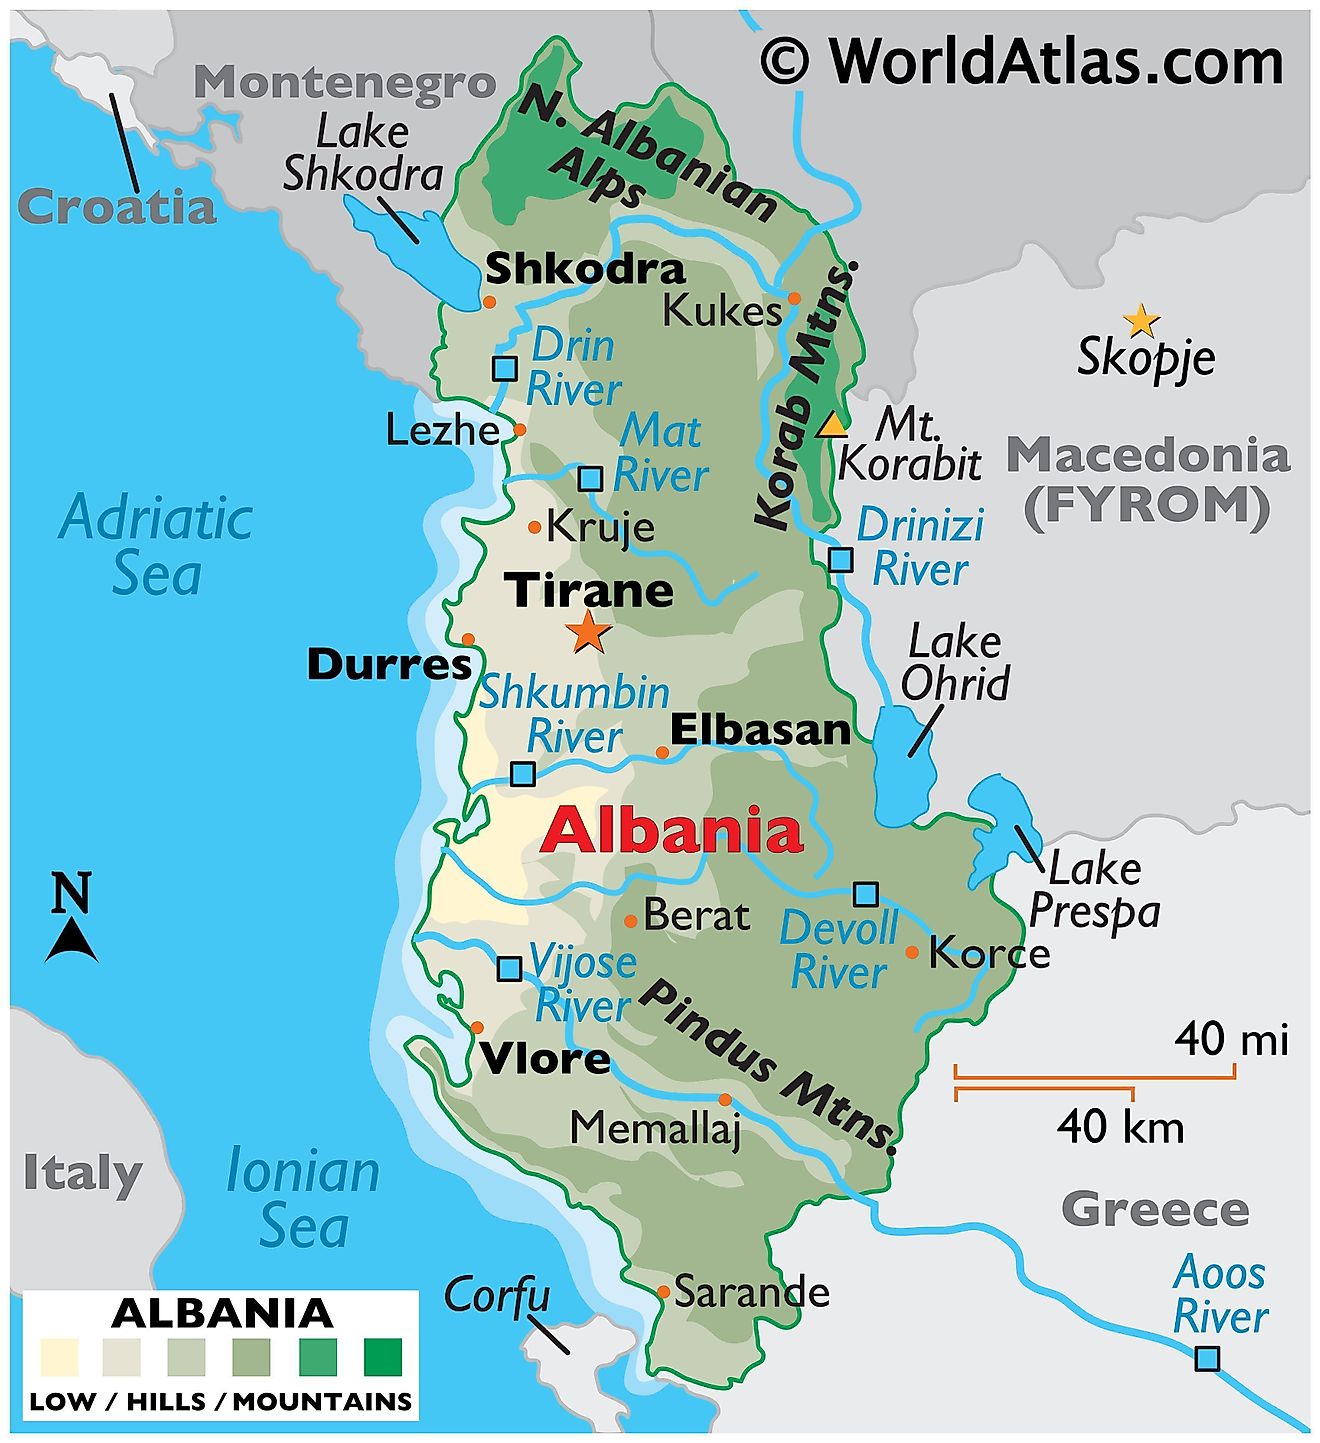 © WorldAtlas.com
Montenegro
Lake
Shkodra
Croatia
N. Albanian
Alps
Shkodra
Kukes
Korab Mtns.
Skopje
Drin
River
Lezhe
Mat
River
Mt.
Korabit
Macedonia
(FYROM)
Adriatic
Sea
Kruje
Drinizi
River
Tirane
Durres
Lake
Ohrid
Shkumbin
River
Elbasan
Albania
Lake
Prespa
N
Berat
Devoll
River
Korce
Vijose
River
Pindus Mtns.
Vlore
40 mi
40 km
Memallaj
Italy
Ionian
Sea
Greece
Aoos
River
Corfu
Sarande
ALBANIA
LOW / HILLS / MOUNTAINS